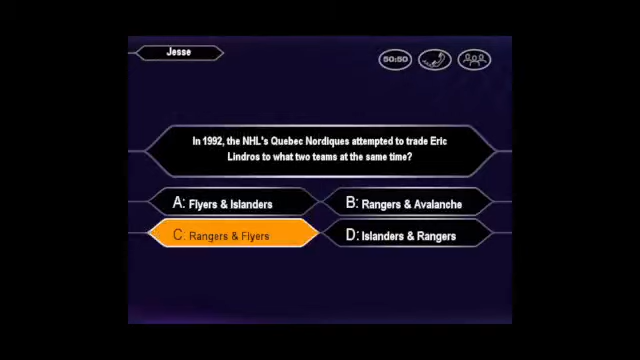 Jesse
50:50
In 1992, the NHL's Quebec Nordiques attempted to trade Eric
Lindros to what two teams at the same time?
A: Flyers & Islanders
B: Rangers & Avalanche
C: Rangers & Flyers
D: Islanders & Rangers